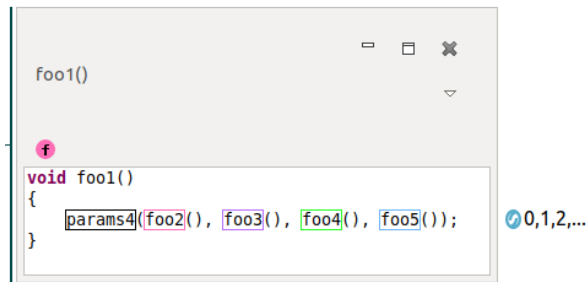 foo1()
f
void foo1()
{
    params4(foo2(), foo3(), foo4(), foo5());
0,1,2,...
}